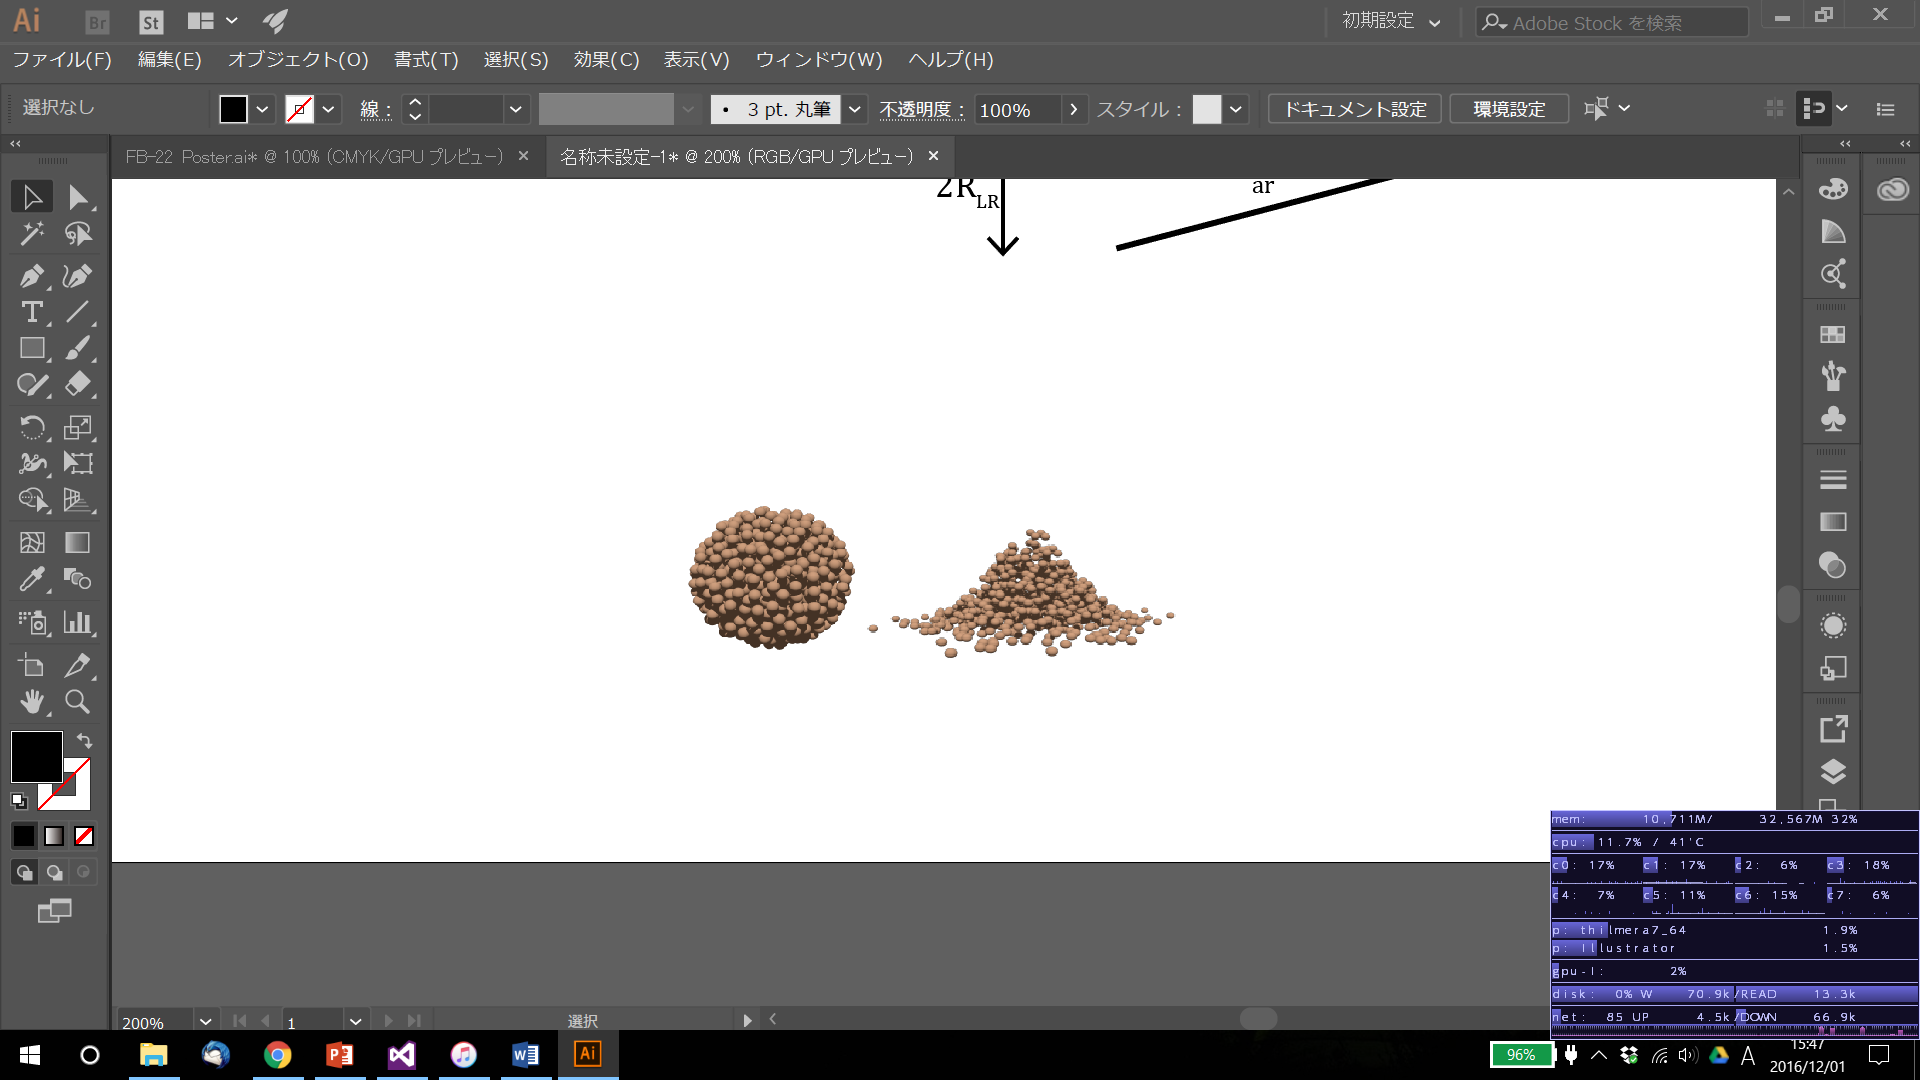 Ai Br St 初期設定 Adobe Stock を検索
ファイル(F) 編集(E) オブジェクト(O) 書式(T) 選択(S) 効果(C) 表示(V) ウィンドウ(W) ヘルプ(H)
選択なし 線 : 3 pt. 丸筆 不透明度 : 100% スタイル : ドキュメント設定 環境設定
FB-22 Poster.ai* @ 100% (CMYK/GPU プレビュー) × 名称未設定-1* @ 200% (RGB/GPU プレビュー) ×
2R LR
ar
mem: 10,711M/ 32,567M 32%
cpu: 11.7% / 41'C
c0: 17% c1: 17% c2: 6% c3: 18%
c4: 7% c5: 11% c6: 15% c7: 6%
p: thilmera7_64 1.9%
p: Illustrator 1.5%
gpu-l: 2%
disk: 0% W 70.9k/READ 13.3k
net: 85 UP 4.5k/DOWN 66.9k
200% 1 選択
96% A 15:47
2016/12/01